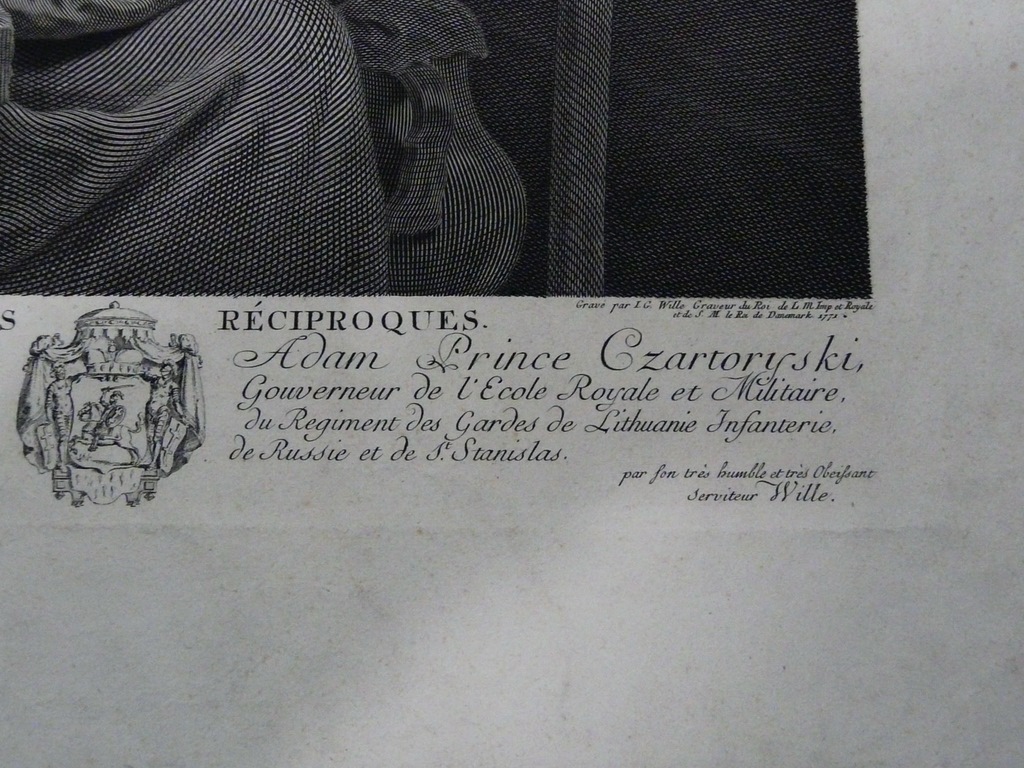 Gravé par I. G. Wille Graveur du Roi de L. M. Imp et Royale
et de S. M. le Roi de Danemark 1771.
S RÉCIPROQUES.
Adam Prince Czartoryski,
Gouverneur de l'Ecole Royale et Militaire,
du Regiment des Gardes de Lithuanie Infanterie,
de Russie et de St. Stanislas.
par son très humble et très Obeissant
Serviteur Wille.